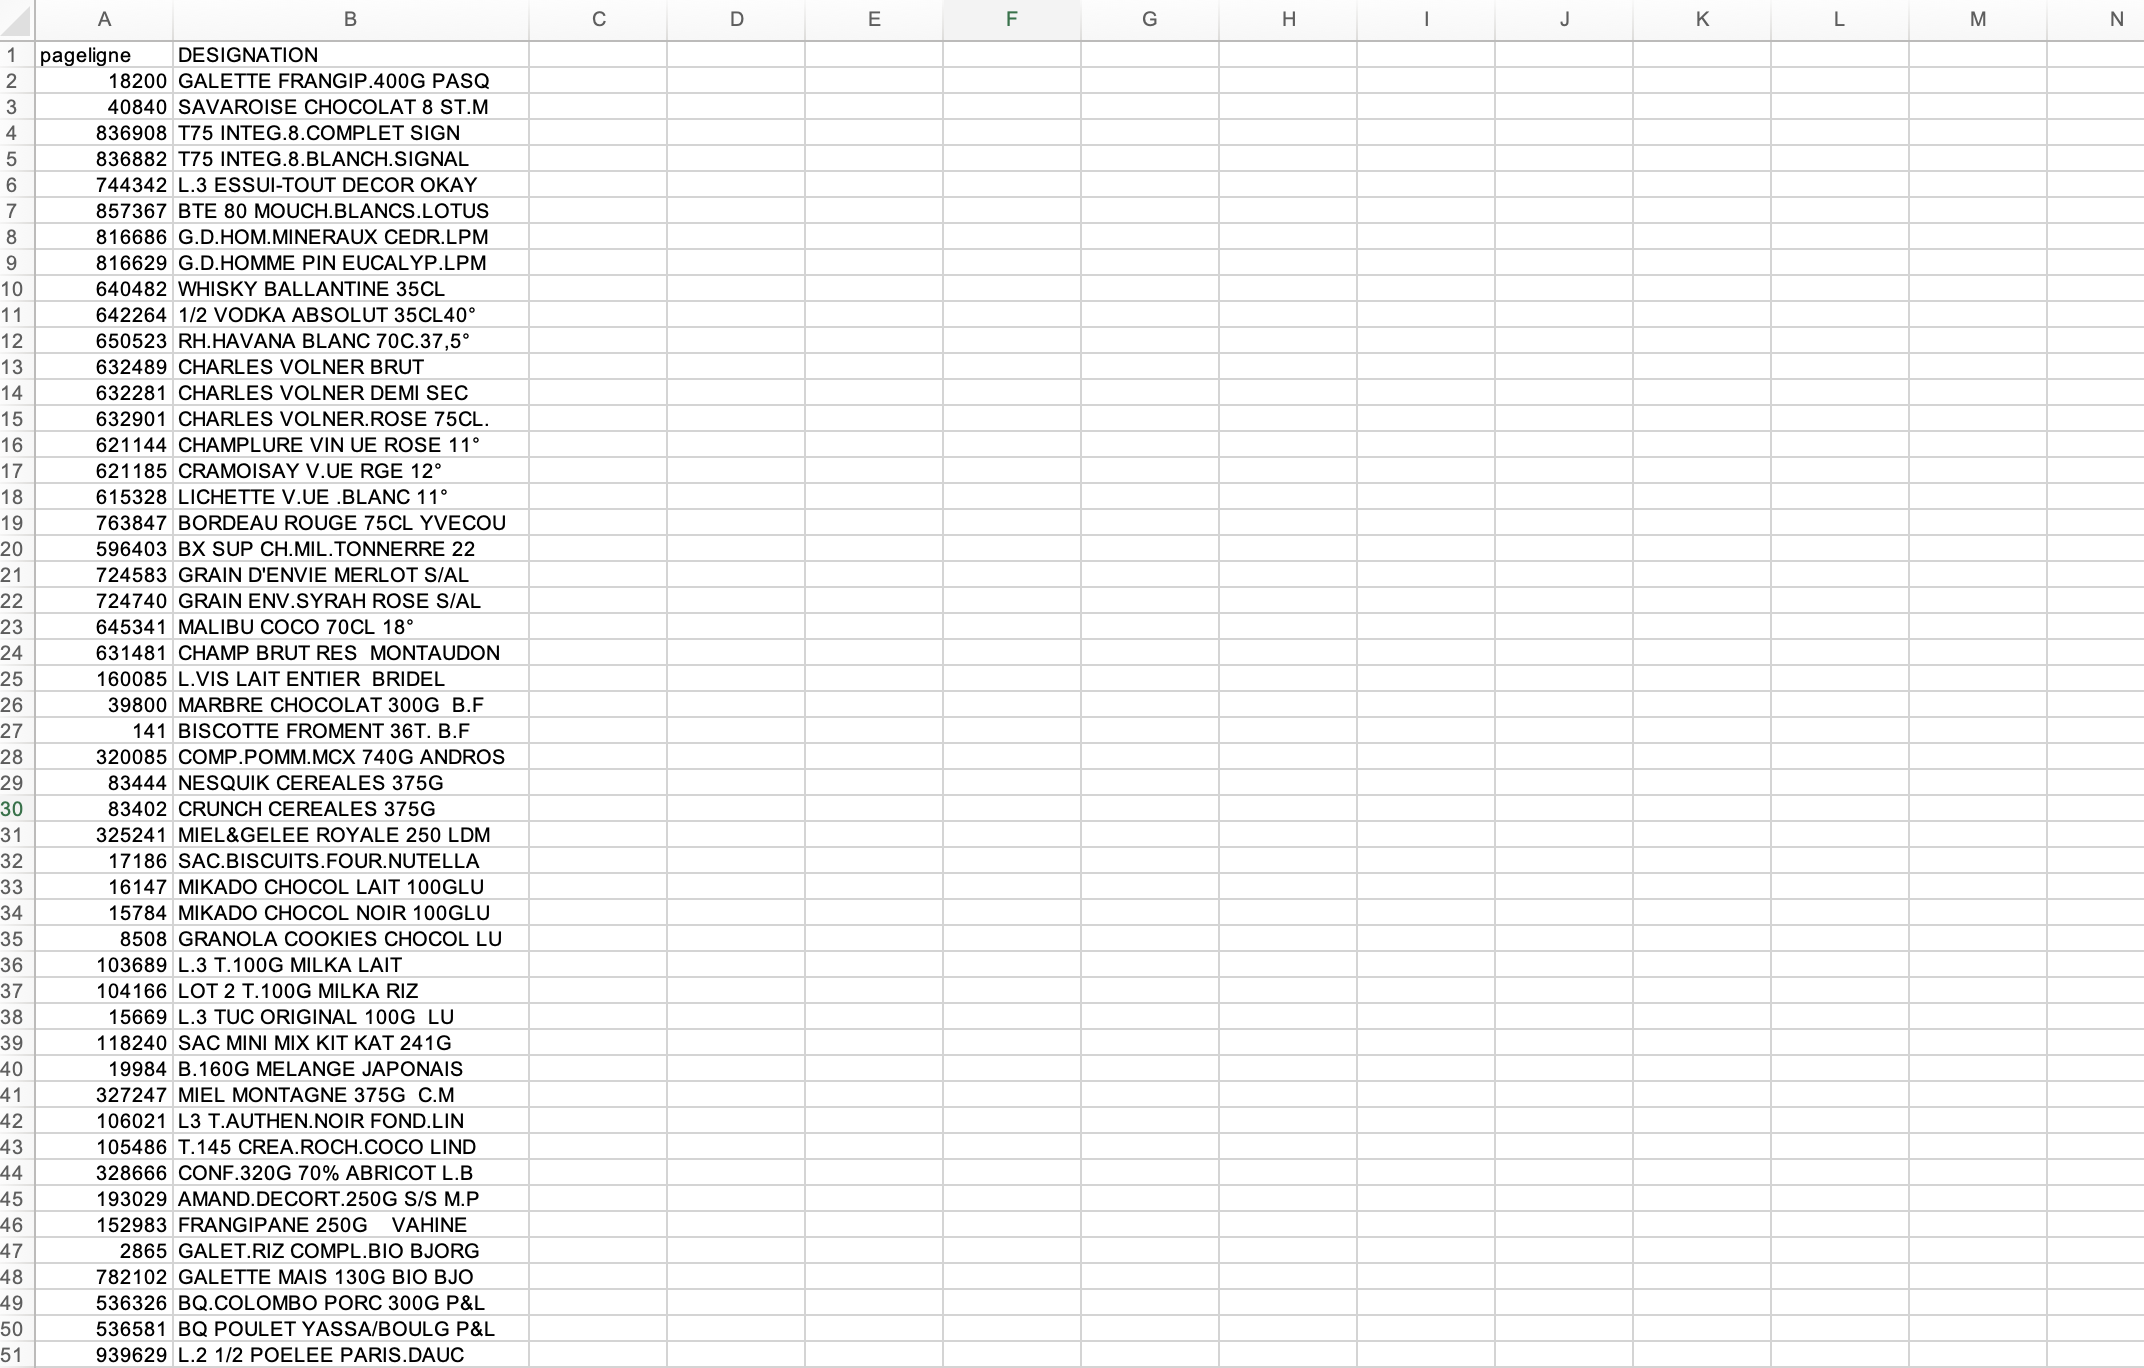 A B C D E F G H I J K L M N
1 pageligne DESIGNATION
2 18200 GALETTE FRANGIP.400G PASQ
3 40840 SAVAROISE CHOCOLAT 8 ST.M
4 836908 T75 INTEG.8.COMPLET SIGN
5 836882 T75 INTEG.8.BLANCH.SIGNAL
6 744342 L.3 ESSUI-TOUT DECOR OKAY
7 857367 BTE 80 MOUCH.BLANCS.LOTUS
8 816686 G.D.HOM.MINERAUX CEDR.LPM
9 816629 G.D.HOMME PIN EUCALYP.LPM
10 640482 WHISKY BALLANTINE 35CL
11 642264 1/2 VODKA ABSOLUT 35CL40°
12 650523 RH.HAVANA BLANC 70C.37,5°
13 632489 CHARLES VOLNER BRUT
14 632281 CHARLES VOLNER DEMI SEC
15 632901 CHARLES VOLNER.ROSE 75CL.
16 621144 CHAMPLURE VIN UE ROSE 11°
17 621185 CRAMOISAY V.UE RGE 12°
18 615328 LICHETTE V.UE .BLANC 11°
19 763847 BORDEAU ROUGE 75CL YVECOU
20 596403 BX SUP CH.MIL.TONNERRE 22
21 724583 GRAIN D'ENVIE MERLOT S/AL
22 724740 GRAIN ENV.SYRAH ROSE S/AL
23 645341 MALIBU COCO 70CL 18°
24 631481 CHAMP BRUT RES  MONTAUDON
25 160085 L.VIS LAIT ENTIER  BRIDEL
26 39800 MARBRE CHOCOLAT 300G  B.F
27 141 BISCOTTE FROMENT 36T. B.F
28 320085 COMP.POMM.MCX 740G ANDROS
29 83444 NESQUIK CEREALES 375G
30 83402 CRUNCH CEREALES 375G
31 325241 MIEL&GELEE ROYALE 250 LDM
32 17186 SAC.BISCUITS.FOUR.NUTELLA
33 16147 MIKADO CHOCOL LAIT 100GLU
34 15784 MIKADO CHOCOL NOIR 100GLU
35 8508 GRANOLA COOKIES CHOCOL LU
36 103689 L.3 T.100G MILKA LAIT
37 104166 LOT 2 T.100G MILKA RIZ
38 15669 L.3 TUC ORIGINAL 100G  LU
39 118240 SAC MINI MIX KIT KAT 241G
40 19984 B.160G MELANGE JAPONAIS
41 327247 MIEL MONTAGNE 375G  C.M
42 106021 L3 T.AUTHEN.NOIR FOND.LIN
43 105486 T.145 CREA.ROCH.COCO LIND
44 328666 CONF.320G 70% ABRICOT L.B
45 193029 AMAND.DECORT.250G S/S M.P
46 152983 FRANGIPANE 250G    VAHINE
47 2865 GALET.RIZ COMPL.BIO BJORG
48 782102 GALETTE MAIS 130G BIO BJO
49 536326 BQ.COLOMBO PORC 300G P&L
50 536581 BQ POULET YASSA/BOULG P&L
51 939629 L.2 1/2 POELEE PARIS.DAUC